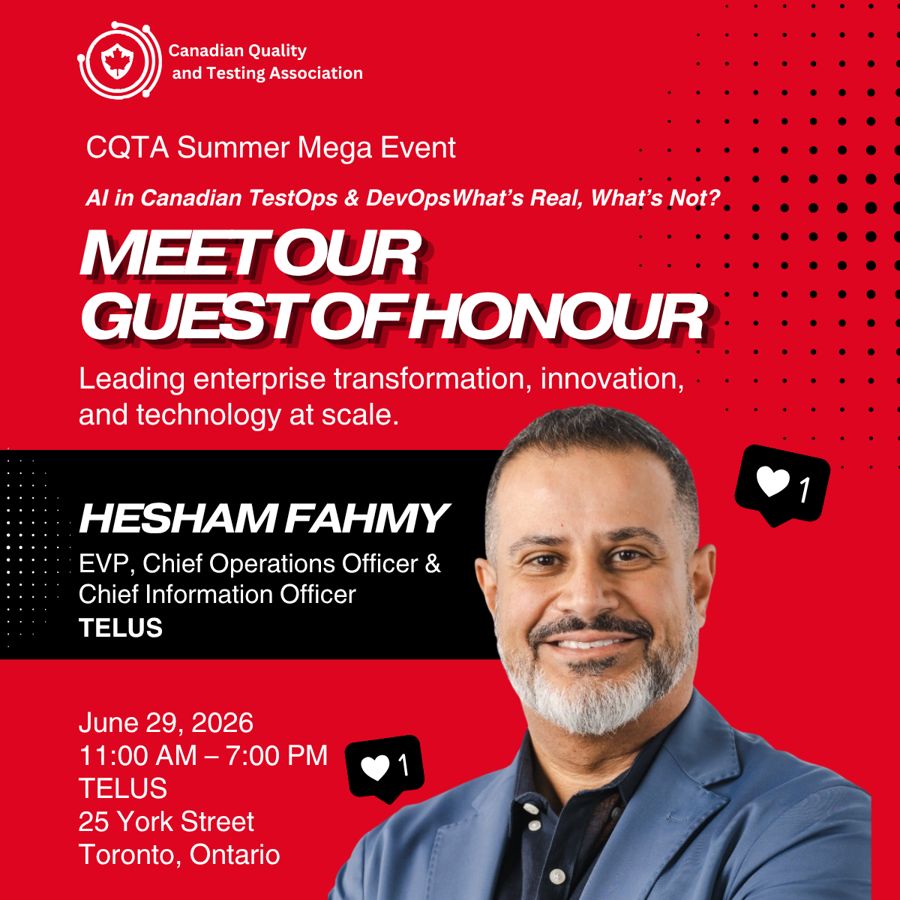 Canadian Quality
and Testing Association
CQTA Summer Mega Event
AI in Canadian TestOps & DevOpsWhat's Real, What's Not?
MEET OUR
GUEST OF HONOUR
Leading enterprise transformation, innovation,
and technology at scale.
1
HESHAM FAHMY
EVP, Chief Operations Officer &
Chief Information Officer
TELUS
June 29, 2026
11:00 AM – 7:00 PM
1
TELUS
25 York Street
Toronto, Ontario